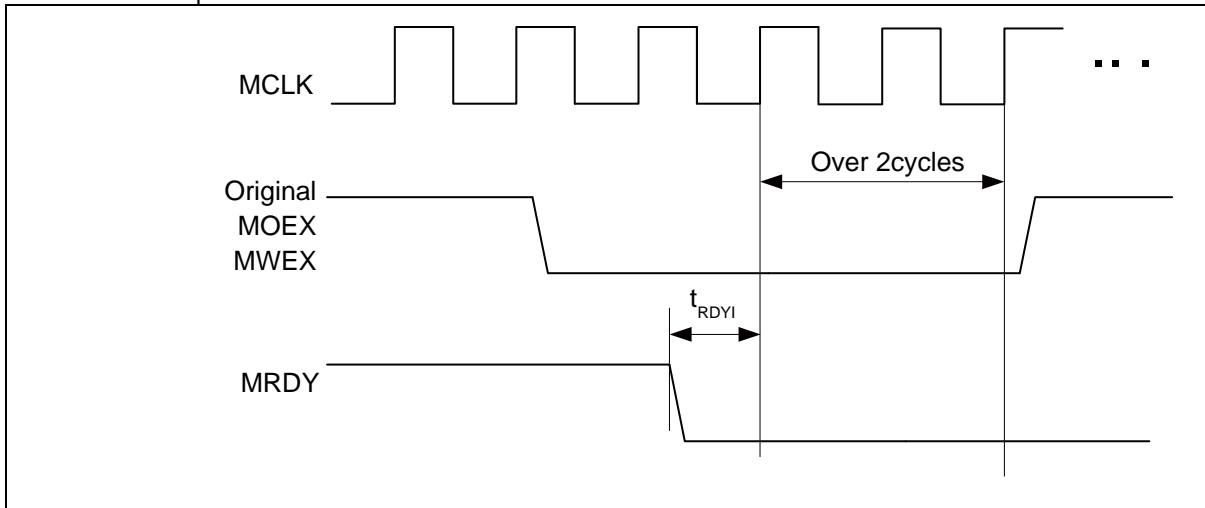 MCLK
Over 2cycles
Original
MOEX
MWEX
tRDYI
MRDY